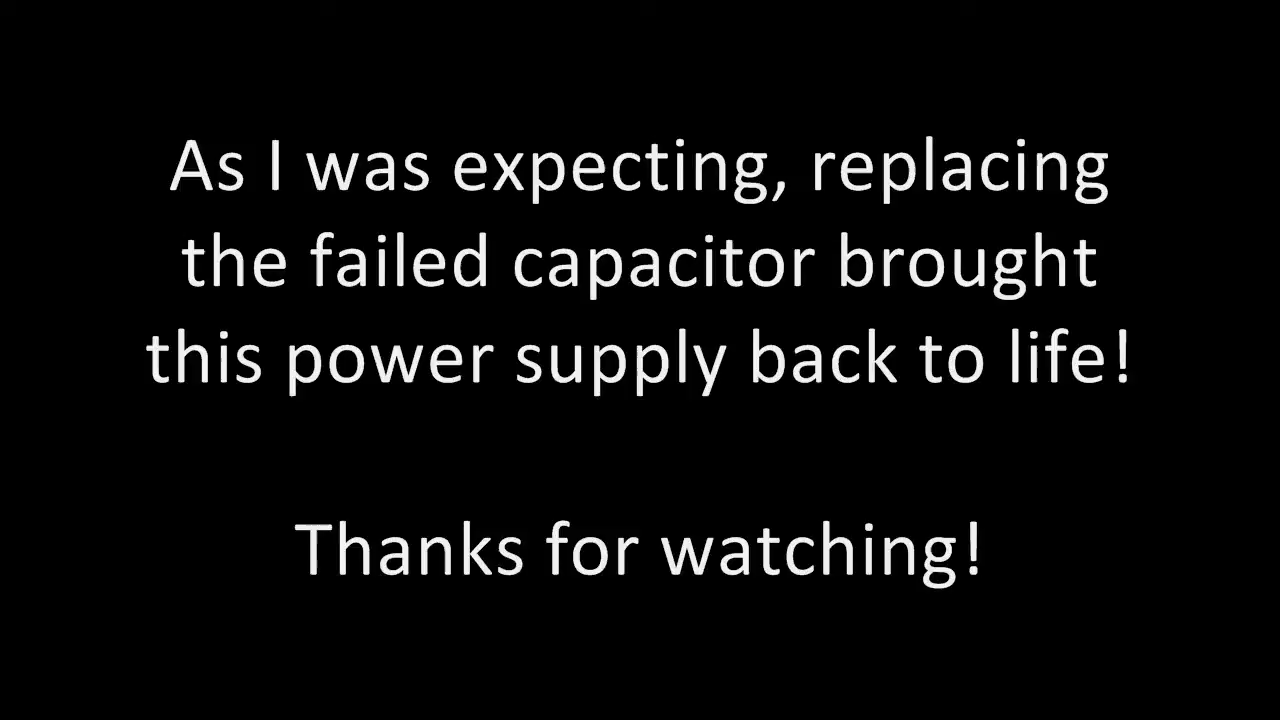 As I was expecting, replacing
the failed capacitor brought
this power supply back to life!
Thanks for watching!